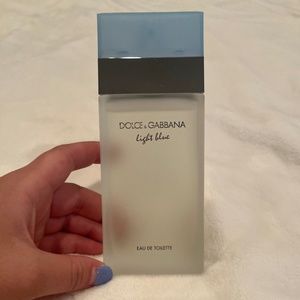 DOLCE & GABBANA
light blue
EAU DE TOILETTE